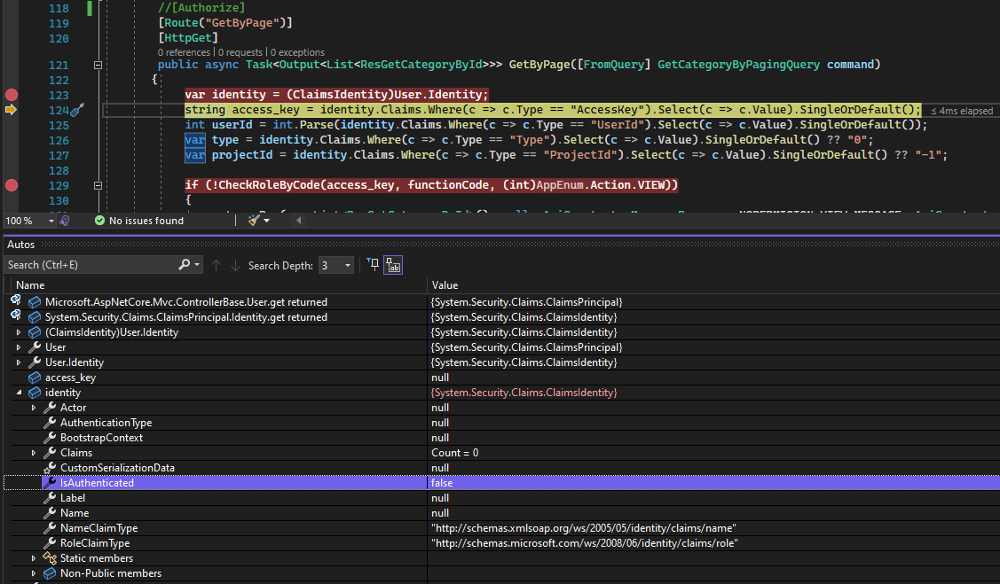 118 //[Authorize]
119 [Route("GetByPage")]
120 [HttpGet]
0 references | 0 requests | 0 exceptions
121 public async Task<Output<List<ResGetCategoryById>>> GetByPage([FromQuery] GetCategoryByPagingQuery command)
122 {
123 var identity = (ClaimsIdentity)User.Identity;
124 string access_key = identity.Claims.Where(c => c.Type == "AccessKey").Select(c => c.Value).SingleOrDefault(); ≤ 4ms elapsed
125 int userId = int.Parse(identity.Claims.Where(c => c.Type == "UserId").Select(c => c.Value).SingleOrDefault());
126 var type = identity.Claims.Where(c => c.Type == "Type").Select(c => c.Value).SingleOrDefault() ?? "0";
127 var projectId = identity.Claims.Where(c => c.Type == "ProjectId").Select(c => c.Value).SingleOrDefault() ?? "-1";
128
129 if (!CheckRoleByCode(access_key, functionCode, (int)AppEnum.Action.VIEW))
130 {
100 % No issues found
Autos
Search (Ctrl+E) Search Depth: 3
Name Value
Microsoft.AspNetCore.Mvc.ControllerBase.User.get returned {System.Security.Claims.ClaimsPrincipal}
System.Security.Claims.ClaimsPrincipal.Identity.get returned {System.Security.Claims.ClaimsIdentity}
(ClaimsIdentity)User.Identity {System.Security.Claims.ClaimsIdentity}
User {System.Security.Claims.ClaimsPrincipal}
User.Identity {System.Security.Claims.ClaimsIdentity}
access_key null
identity {System.Security.Claims.ClaimsIdentity}
Actor null
AuthenticationType null
BootstrapContext null
Claims Count = 0
CustomSerializationData null
IsAuthenticated false
Label null
Name null
NameClaimType "http://schemas.xmlsoap.org/ws/2005/05/identity/claims/name"
RoleClaimType "http://schemas.microsoft.com/ws/2008/06/identity/claims/role"
Static members
Non-Public members